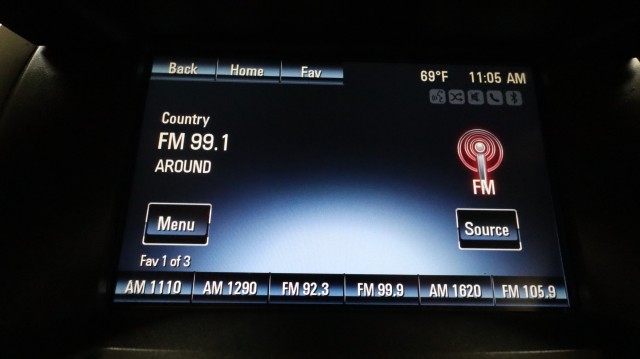 Back Home Fav
69°F 11:05 AM
Country
FM 99.1
AROUND
FM
Menu
Source
Fav 1 of 3
AM 1110 AM 1290 FM 92.3 FM 99.9 AM 1620 FM 105.9